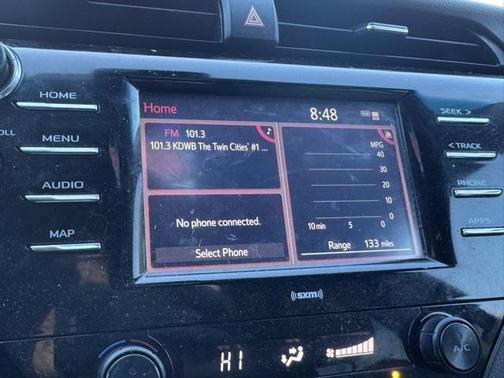 HOME
SEEK >
Home
8:48
FM 101.3
101.3 KDWB The Twin Cities' #1 ...
MPG
40
30
20
10
0
10 min 5 0
Range 133 miles
No phone connected.
Select Phone
MENU
AUDIO
MAP
< TRACK
PHONE
APPS
((sxm))
HI
A/C